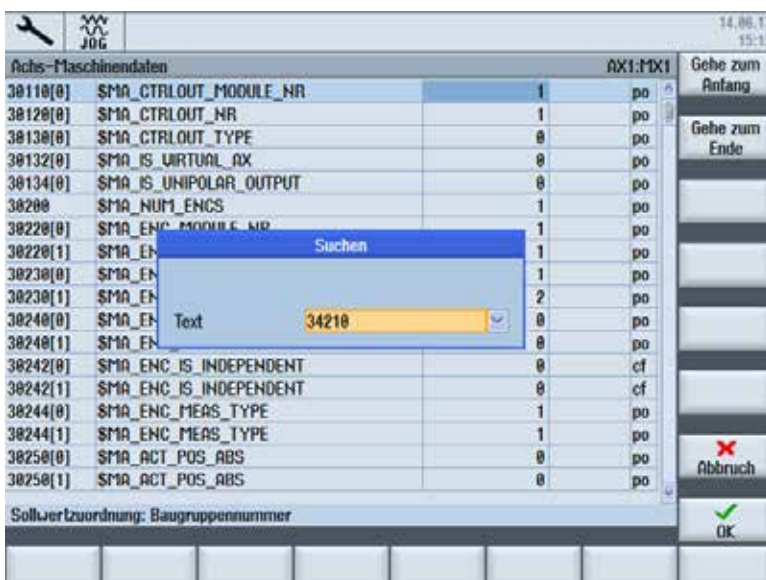 JOG
14.06.1
15:1
Achs-Maschinendaten AX1:MX1
30110[0] $MA_CTRLOUT_MODULE_NR 1 po
30120[0] $MA_CTRLOUT_NR 1 po
30130[0] $MA_CTRLOUT_TYPE 0 po
30132[0] $MA_IS_VIRTUAL_AX 0 po
30134[0] $MA_IS_UNIPOLAR_OUTPUT 0 po
30200 $MA_NUM_ENCS 1 po
30220[0] $MA_ENC_MODULE_NR 1 po
30220[1] $MA_EN 1 po
30230[0] $MA_EN 1 po
30230[1] $MA_EN 2 po
30240[0] $MA_EN 0 po
30240[1] $MA_EN 0 po
30242[0] $MA_ENC_IS_INDEPENDENT 0 cf
30242[1] $MA_ENC_IS_INDEPENDENT 0 cf
30244[0] $MA_ENC_MEAS_TYPE 1 po
30244[1] $MA_ENC_MEAS_TYPE 1 po
30250[0] $MA_ACT_POS_ABS 0 po
30250[1] $MA_ACT_POS_ABS 0 po
Suchen
Text 34210
Sollwertzuordnung: Baugruppennummer
Gehe zum
Anfang
Gehe zum
Ende
Abbruch
OK